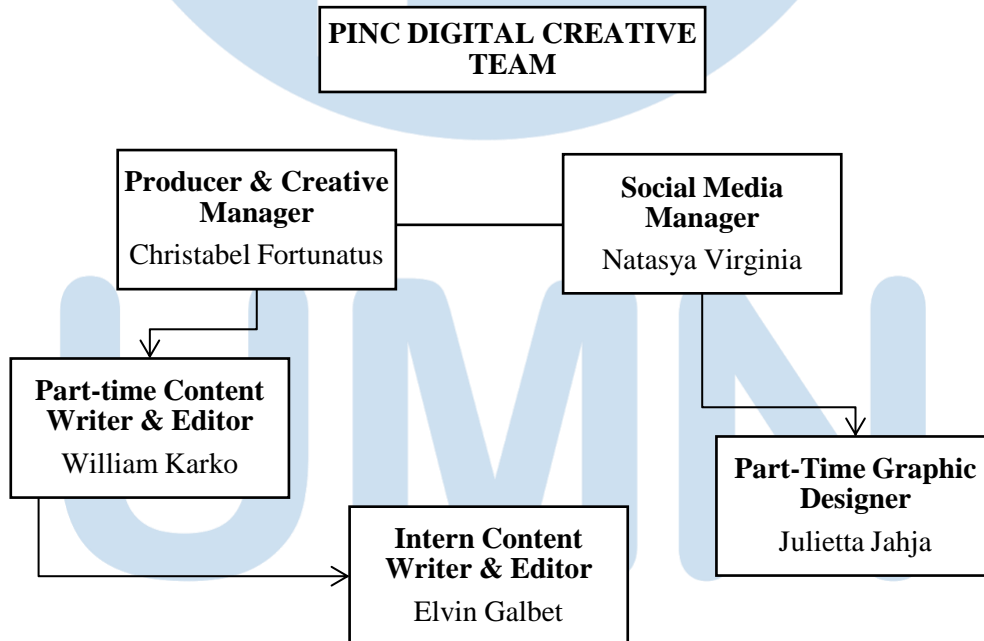 PINC DIGITAL CREATIVE
TEAM
Producer & Creative
Manager
Christabel Fortunatus
Social Media
Manager
Natasya Virginia
Part-time Content
Writer & Editor
William Karko
Part-Time Graphic
Designer
Julietta Jahja
Intern Content
Writer & Editor
Elvin Galbet
UMN